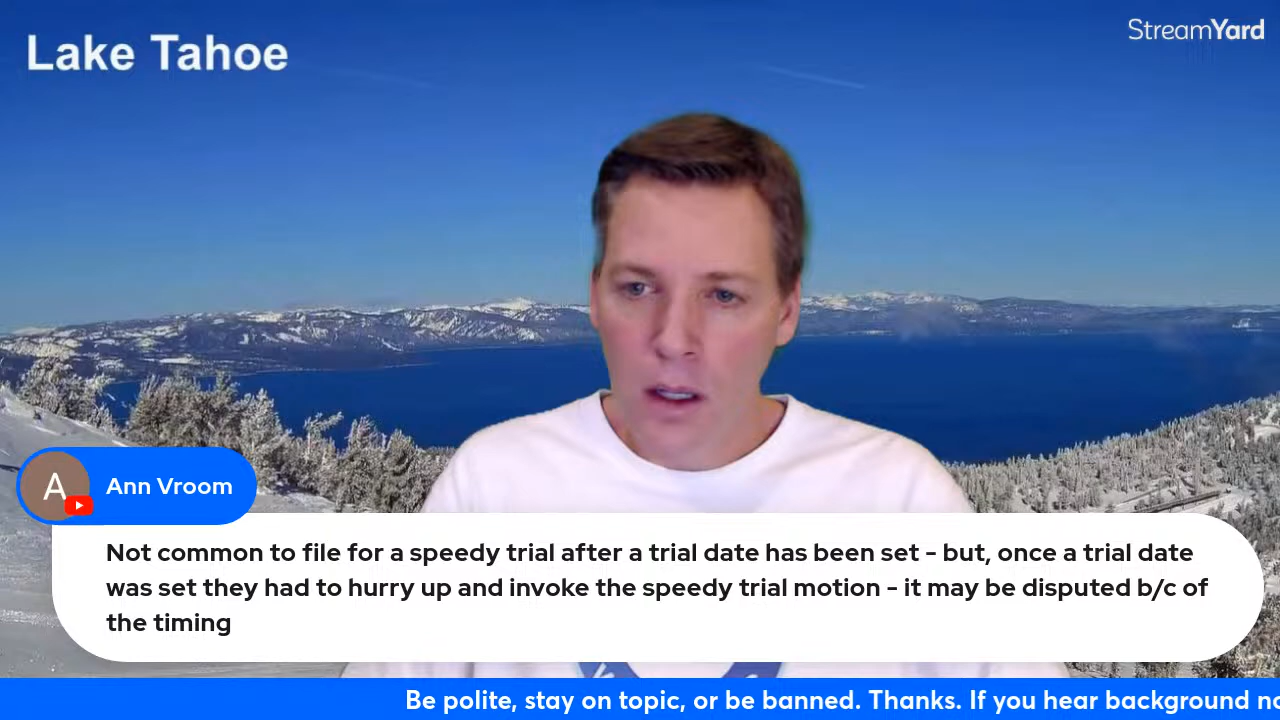 Lake Tahoe
StreamYard
Ann Vroom
Not common to file for a speedy trial after a trial date has been set - but, once a trial date
was set they had to hurry up and invoke the speedy trial motion - it may be disputed b/c of
the timing
Be polite, stay on topic, or be banned. Thanks. If you hear background